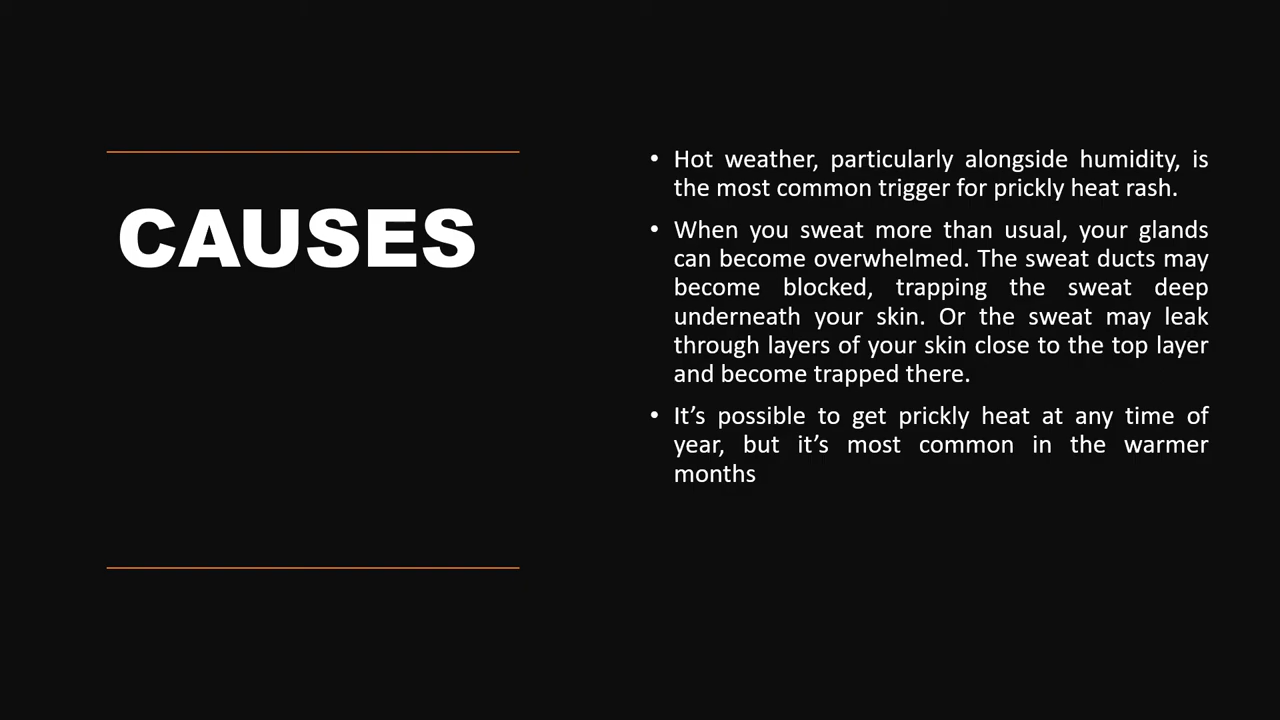 CAUSES
• Hot weather, particularly alongside humidity, is
the most common trigger for prickly heat rash.
• When you sweat more than usual, your glands
can become overwhelmed. The sweat ducts may
become blocked, trapping the sweat deep
underneath your skin. Or the sweat may leak
through layers of your skin close to the top layer
and become trapped there.
• It’s possible to get prickly heat at any time of
year, but it’s most common in the warmer
months